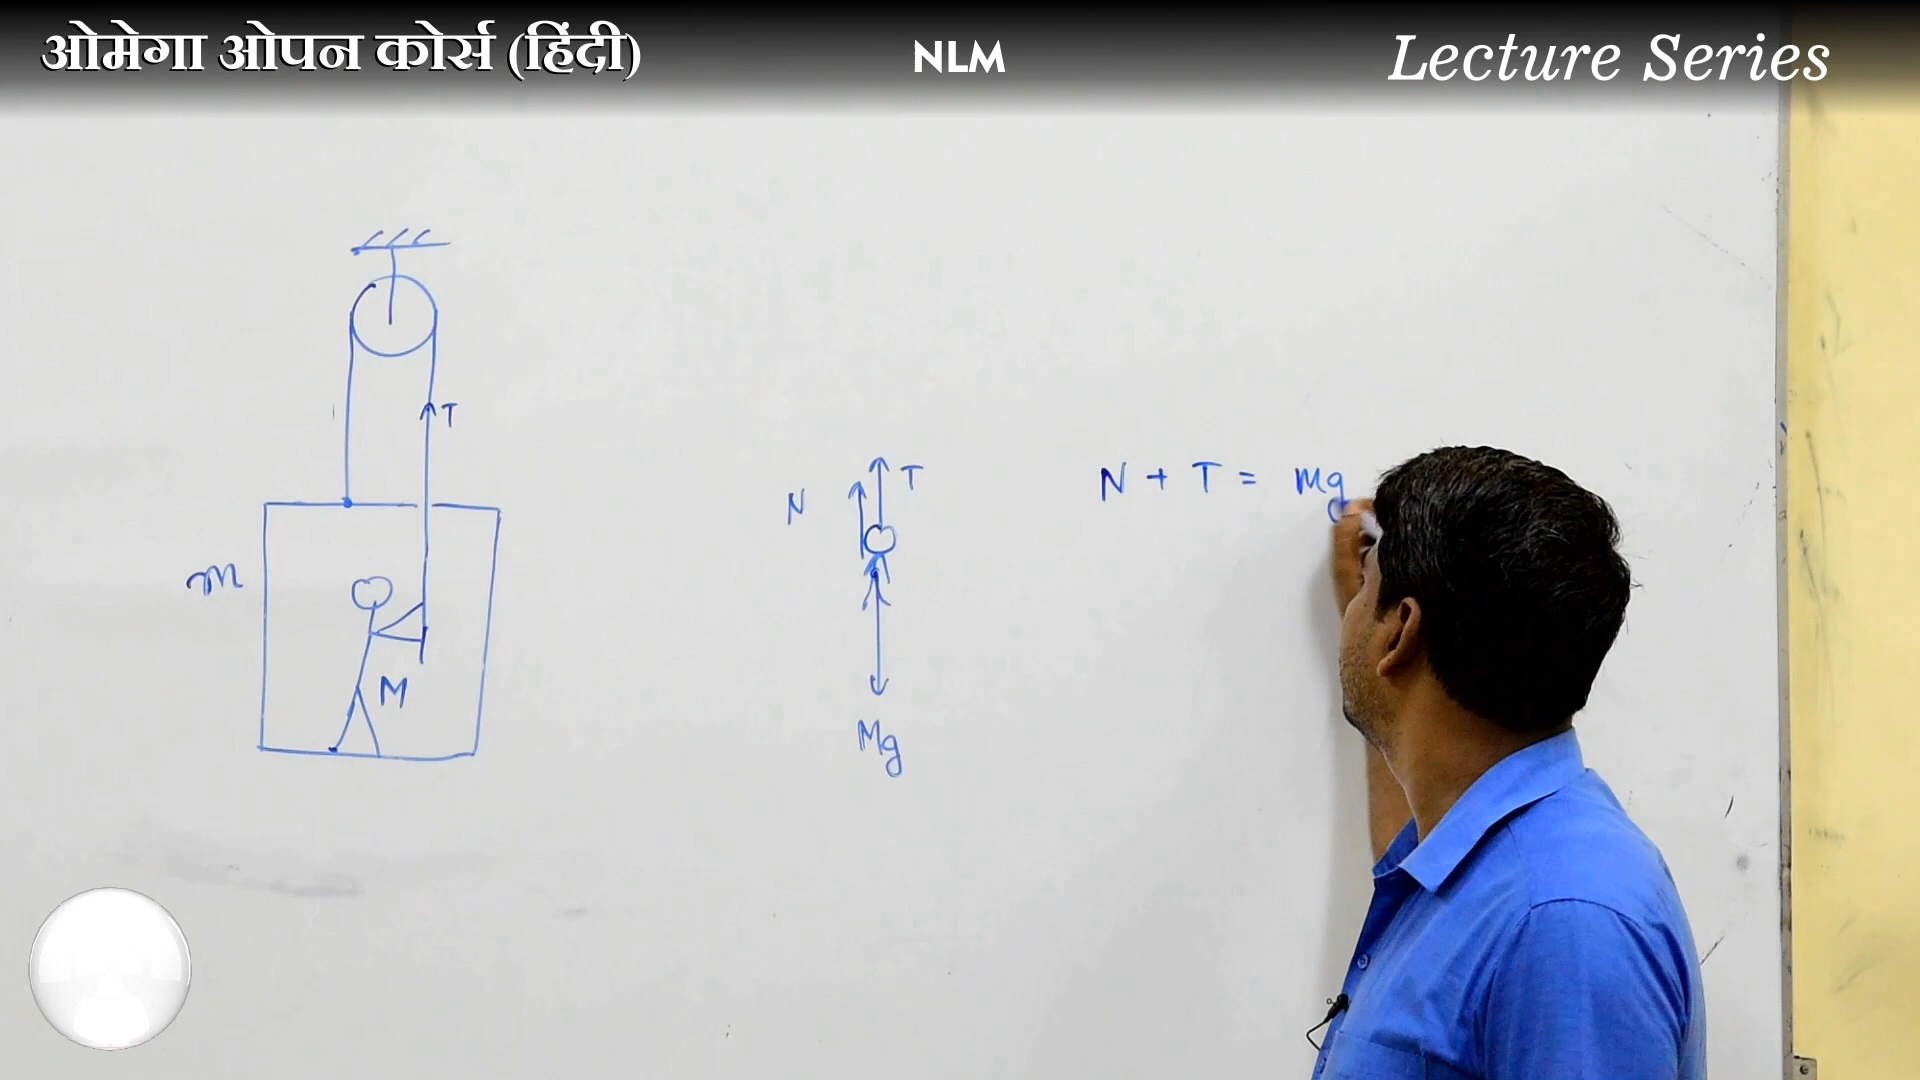 ओमेगा ओपन कोर्स (हिंदी)
NLM
Lecture Series
T
m
M
N
T
Mg
N + T = mg